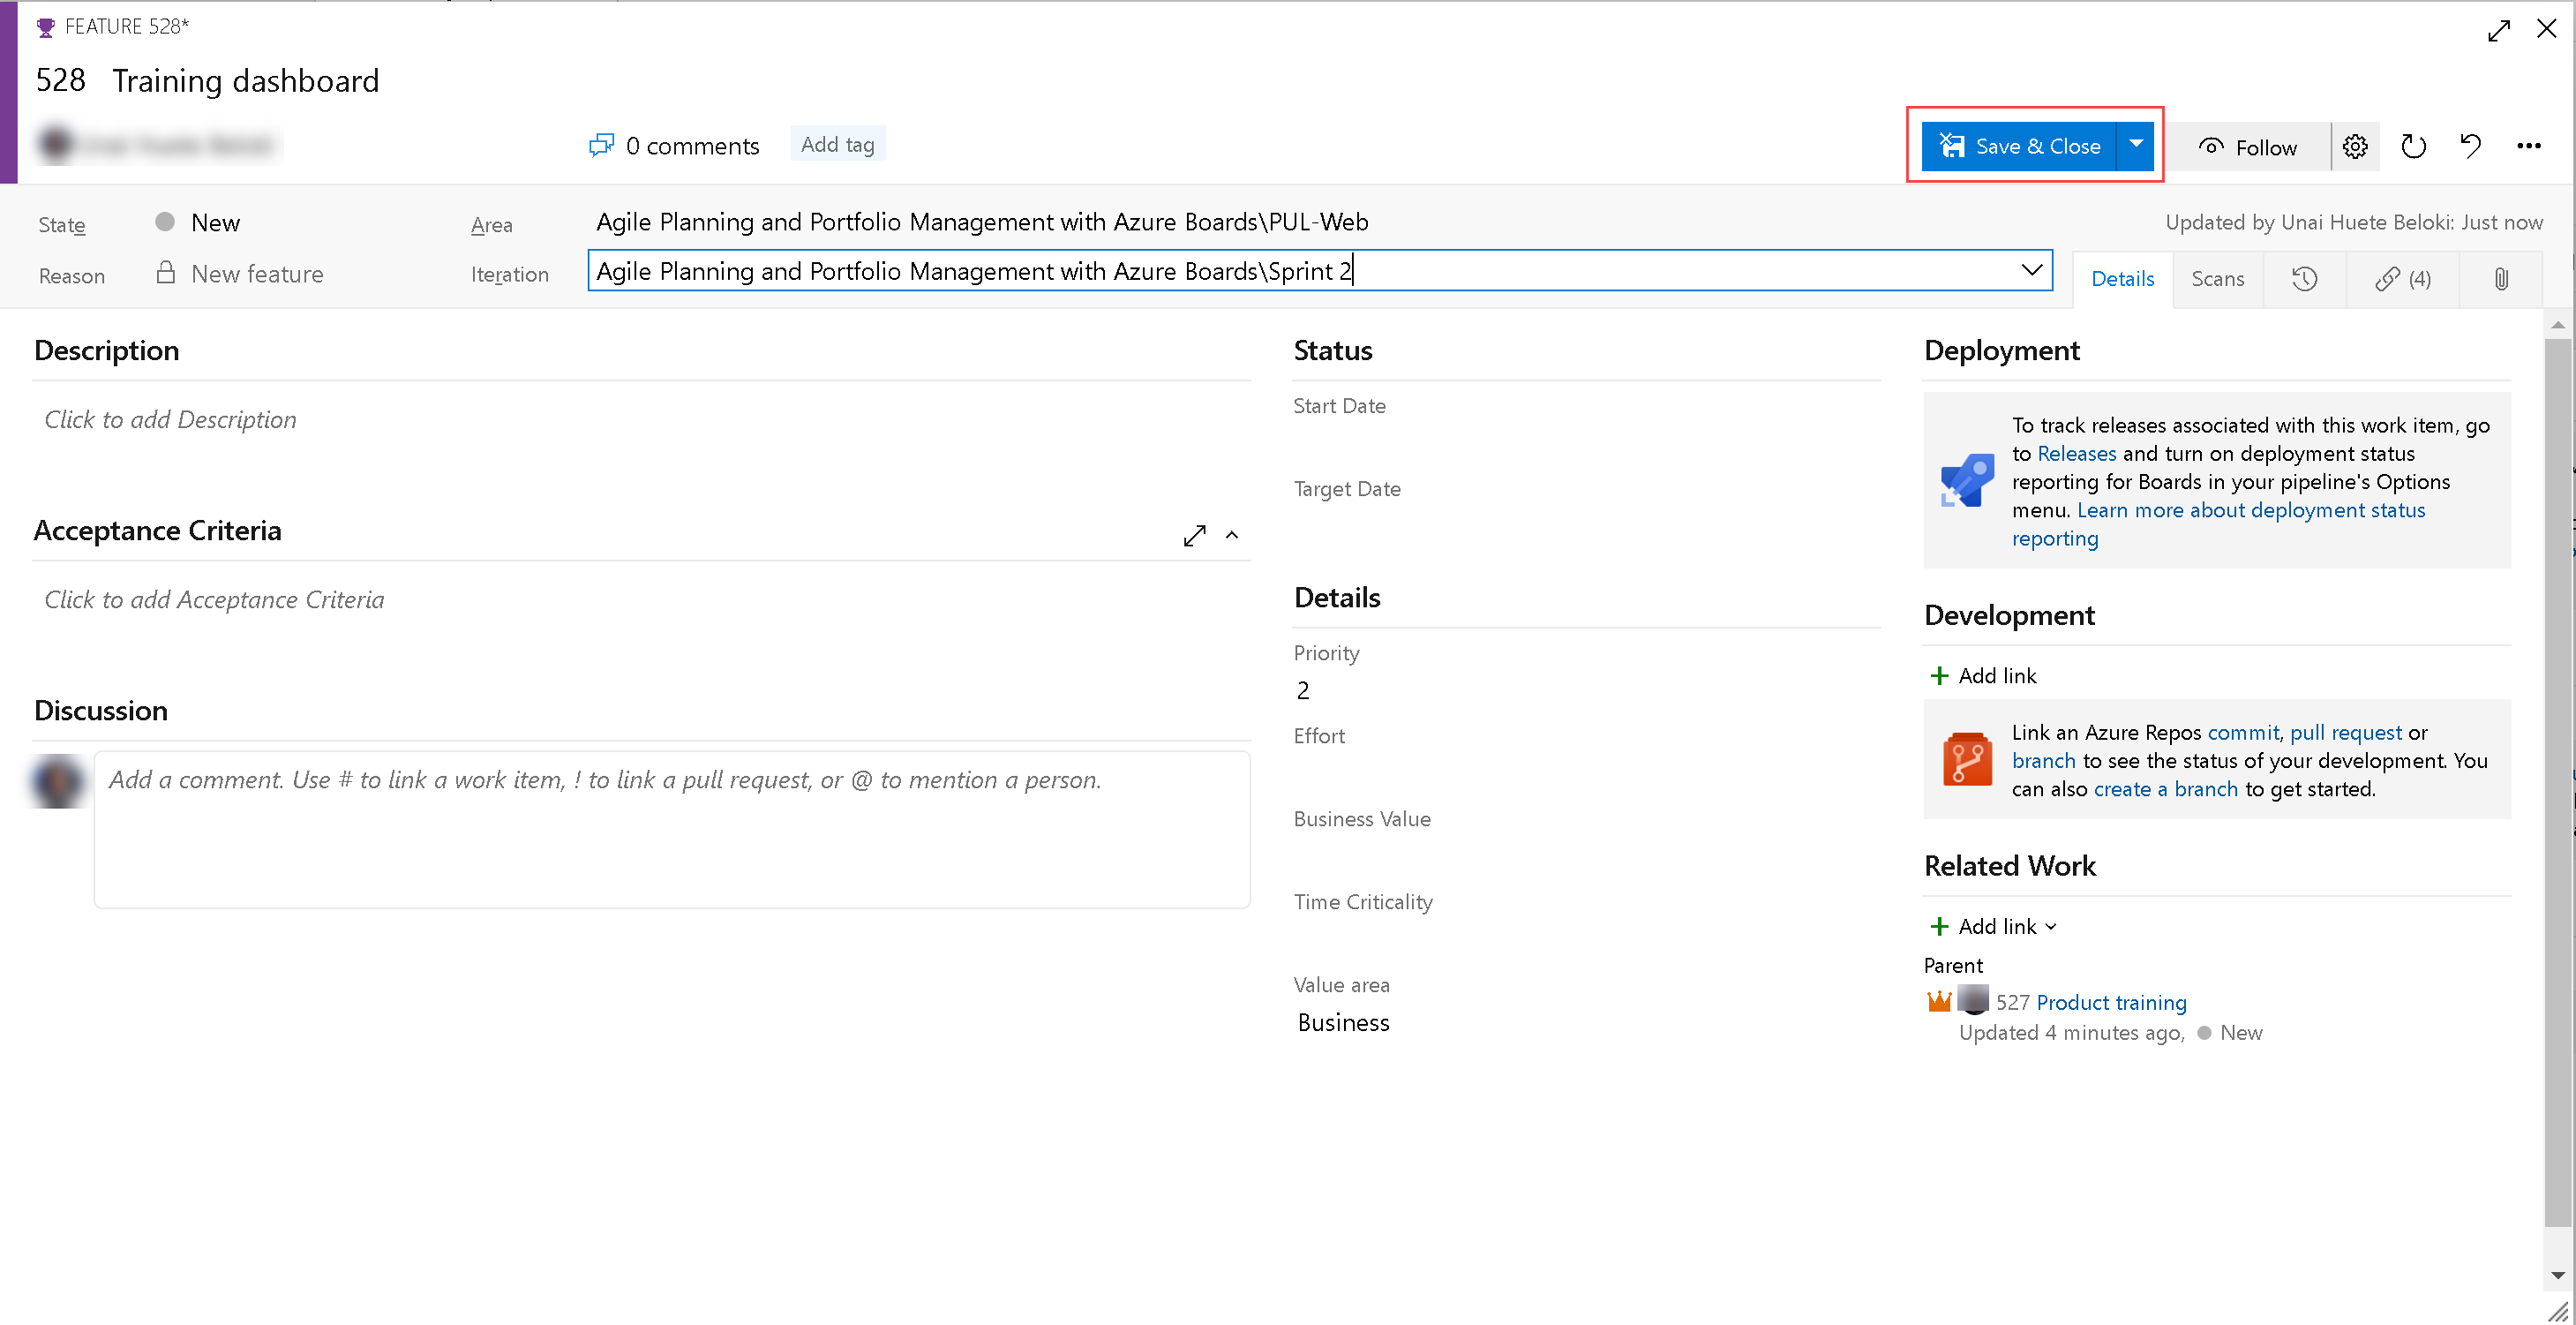 FEATURE 528*
528 Training dashboard
0 comments
Add tag
Save & Close
Follow
State
New
Area
Agile Planning and Portfolio Management with Azure Boards\PUL-Web
Updated by Unai Huete Beloki: Just now
Reason
New feature
Iteration
Agile Planning and Portfolio Management with Azure Boards\Sprint 2
Details
Scans
(4)
Description
Click to add Description
Acceptance Criteria
Click to add Acceptance Criteria
Discussion
Add a comment. Use # to link a work item, ! to link a pull request, or @ to mention a person.
Status
Start Date
Target Date
Details
Priority
2
Effort
Business Value
Time Criticality
Value area
Business
Deployment
To track releases associated with this work item, go
to Releases and turn on deployment status
reporting for Boards in your pipeline's Options
menu. Learn more about deployment status
reporting
Development
Add link
Link an Azure Repos commit, pull request or
branch to see the status of your development. You
can also create a branch to get started.
Related Work
Add link
Parent
527 Product training
Updated 4 minutes ago, New